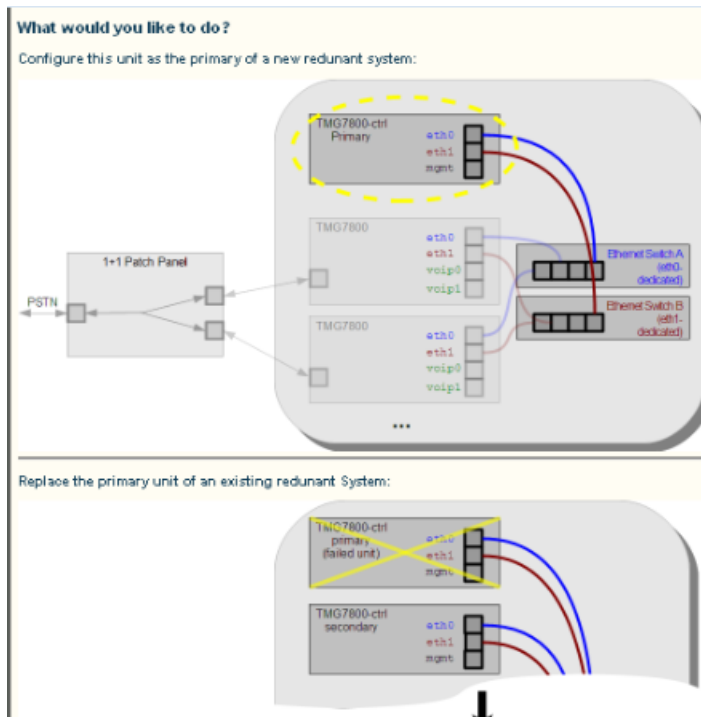 What would you like to do?
Configure this unit as the primary of a new redunant system:
TMG7800-ctrl
Primary
eth0
eth1
mgmt
TMG7800
eth0
eth1
voip0
voip1
Ethernet Switch A
(eth0-
dedicated)
1+1 Patch Panel
PSTN
Ethernet Switch B
(eth1-
dedicated)
TMG7800
eth0
eth1
voip0
voip1
...
Replace the primary unit of an existing redunant System:
TMG7800-ctrl
primary
(failed unit)
eth0
eth1
mgmt
TMG7800-ctrl
secondary
eth0
eth1
mgmt